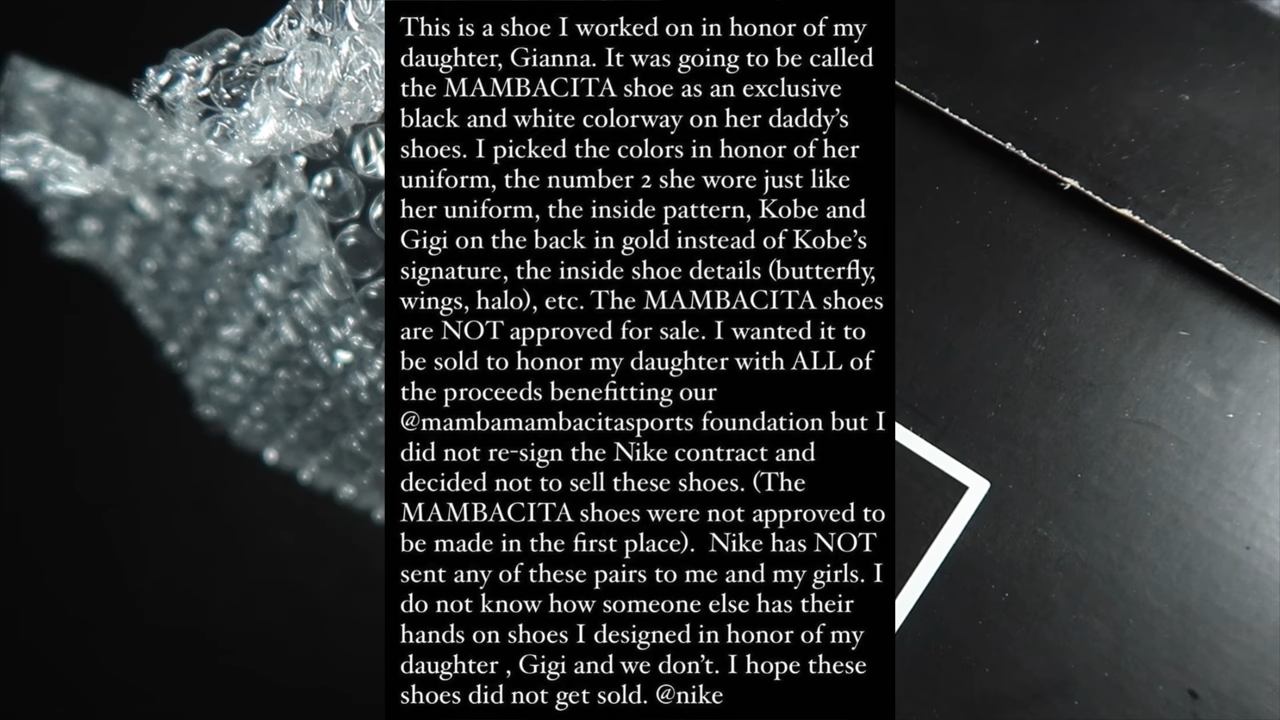 This is a shoe I worked on in honor of my
daughter, Gianna. It was going to be called
the MAMBACITA shoe as an exclusive
black and white colorway on her daddy's
shoes. I picked the colors in honor of her
uniform, the number 2 she wore just like
her uniform, the inside pattern, Kobe and
Gigi on the back in gold instead of Kobe's
signature, the inside shoe details (butterfly,
wings, halo), etc. The MAMBACITA shoes
are NOT approved for sale. I wanted it to
be sold to honor my daughter with ALL of
the proceeds benefitting our
@mambamambacitasports foundation but I
did not re-sign the Nike contract and
decided not to sell these shoes. (The
MAMBACITA shoes were not approved to
be made in the first place).  Nike has NOT
sent any of these pairs to me and my girls. I
do not know how someone else has their
hands on shoes I designed in honor of my
daughter , Gigi and we don't. I hope these
shoes did not get sold. @nike